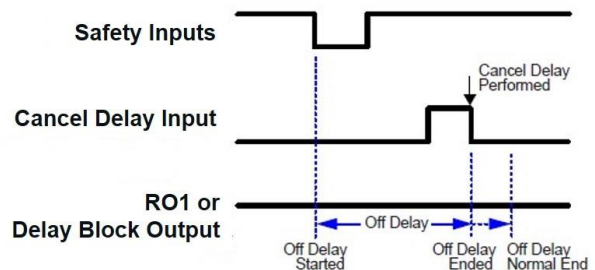 Safety Inputs
Cancel Delay
Performed
Cancel Delay Input
RO1 or
Delay Block Output
Off Delay
Off Delay
Started
Off Delay
Ended
Off Delay
Normal End